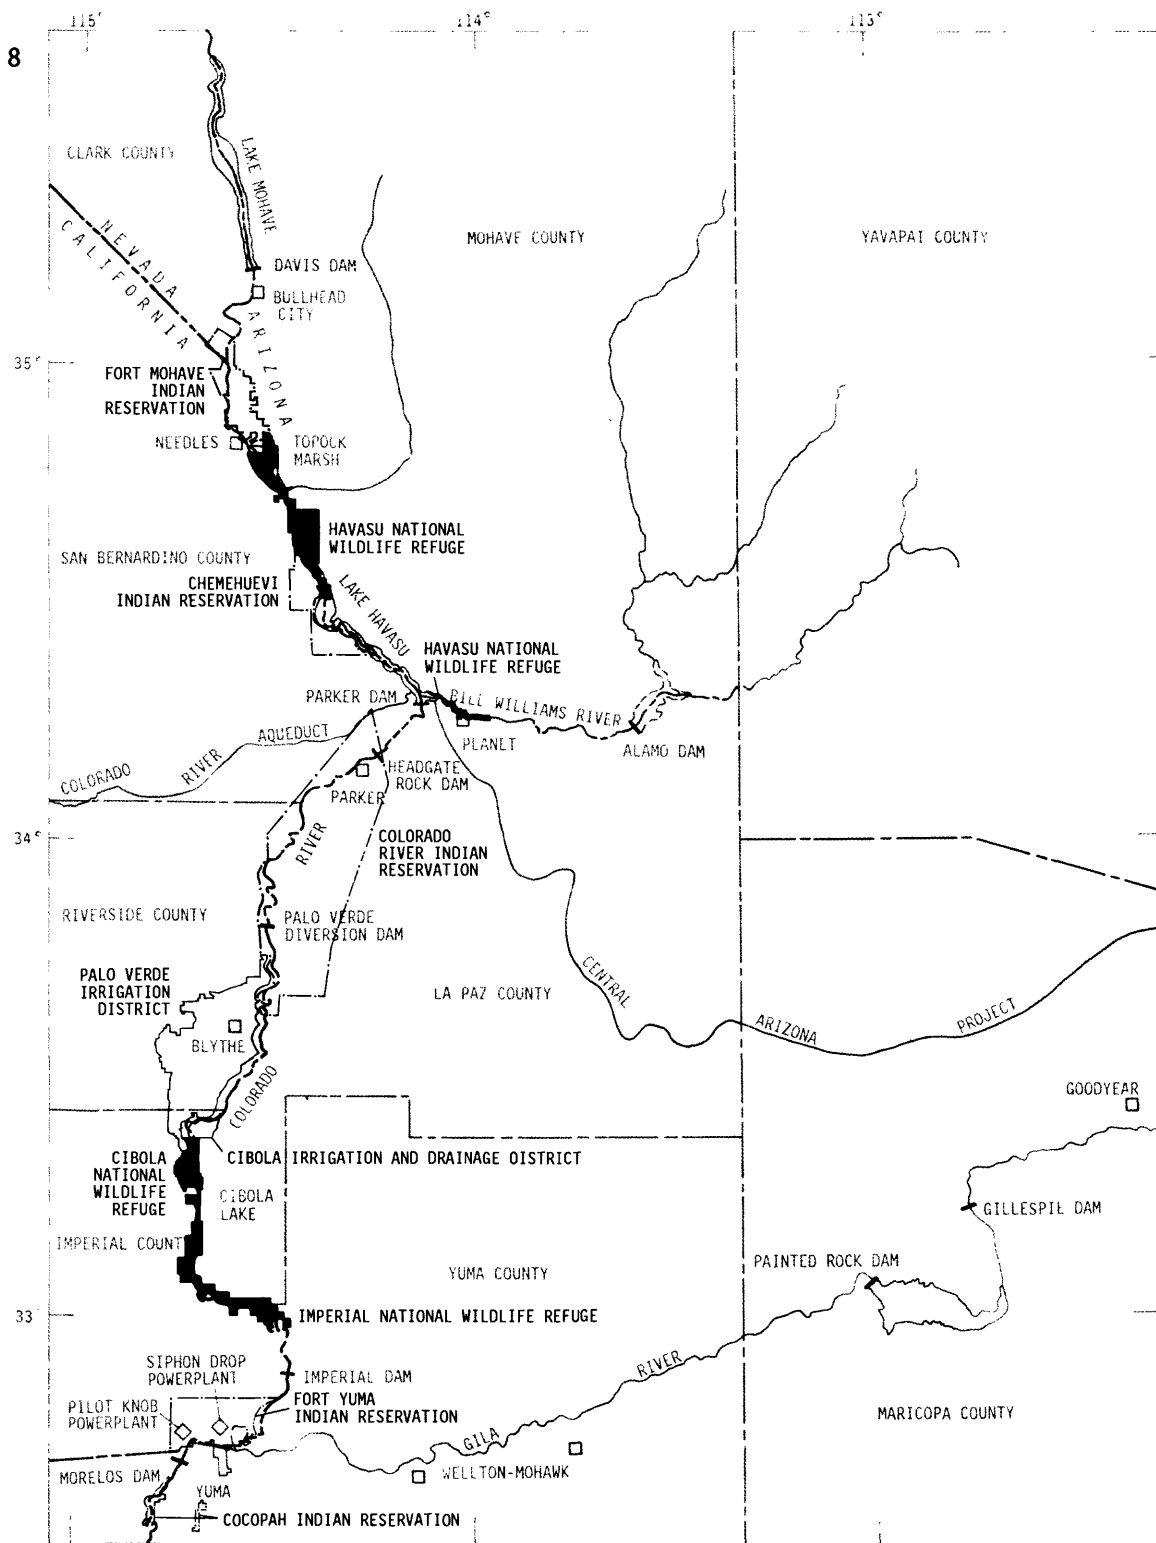 115°
114°
113°
8
CLARK COUNTY
LAKE MOHAVE
MOHAVE COUNTY
YAVAPAI COUNTY
NEVADA
CALIFORNIA
DAVIS DAM
BULLHEAD
CITY
ARIZONA
35°
FORT MOHAVE
INDIAN
RESERVATION
NEEDLES
TOPOCK
MARSH
HAVASU NATIONAL
WILDLIFE REFUGE
SAN BERNARDINO COUNTY
CHEMEHUEVI
INDIAN RESERVATION
LAKE HAVASU
HAVASU NATIONAL
WILDLIFE REFUGE
PARKER DAM
BILL WILLIAMS RIVER
PLANET
ALAMO DAM
COLORADO RIVER AQUEDUCT
HEADGATE
ROCK DAM
PARKER
34°
RIVER
COLORADO
RIVER INDIAN
RESERVATION
RIVERSIDE COUNTY
PALO VERDE
DIVERSION DAM
PALO VERDE
IRRIGATION
DISTRICT
LA PAZ COUNTY
CENTRAL ARIZONA PROJECT
BLYTHE
COLORADO
GOODYEAR
CIBOLA
NATIONAL
WILDLIFE
REFUGE
CIBOLA IRRIGATION AND DRAINAGE DISTRICT
CIBOLA
LAKE
GILLESPIE DAM
IMPERIAL COUNT
PAINTED ROCK DAM
YUMA COUNTY
33°
IMPERIAL NATIONAL WILDLIFE REFUGE
SIPHON DROP
POWERPLANT
IMPERIAL DAM
PILOT KNOB
POWERPLANT
FORT YUMA
INDIAN RESERVATION
GILA RIVER
MARICOPA COUNTY
MORELOS DAM
WELLTON-MOHAWK
YUMA
COCOPAH INDIAN RESERVATION